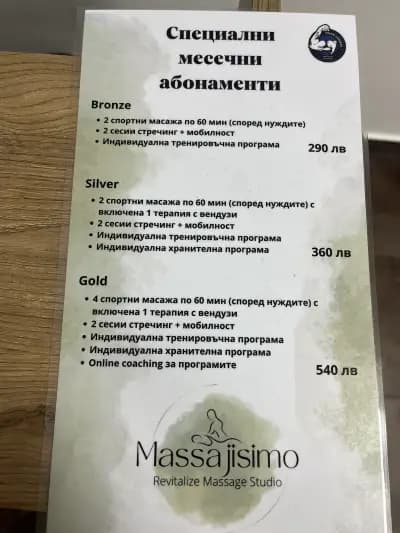 Специални
месечни
абонаменти
Bronze
• 2 спортни масажа по 60 мин (според нуждите)
• 2 сесии стречинг + мобилност
• Индивидуална тренировъчна програма
290 лв
Silver
• 2 спортни масажа по 60 мин (според нуждите) с
включена 1 терапия с вендузи
• 2 сесии стречинг + мобилност
• Индивидуална тренировъчна програма
• Индивидуална хранителна програма
360 лв
Gold
• 4 спортни масажа по 60 мин (според нуждите) с
включена 1 терапия с вендузи
• 2 сесии стречинг + мобилност
• Индивидуална тренировъчна програма
• Индивидуална хранителна програма
• Online coaching за програмите
540 лв
Massajisimo
Revitalize Massage Studio